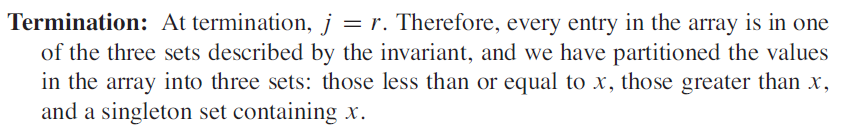 Termination: At termination, j = r. Therefore, every entry in the array is in one
of the three sets described by the invariant, and we have partitioned the values
in the array into three sets: those less than or equal to x, those greater than x,
and a singleton set containing x.